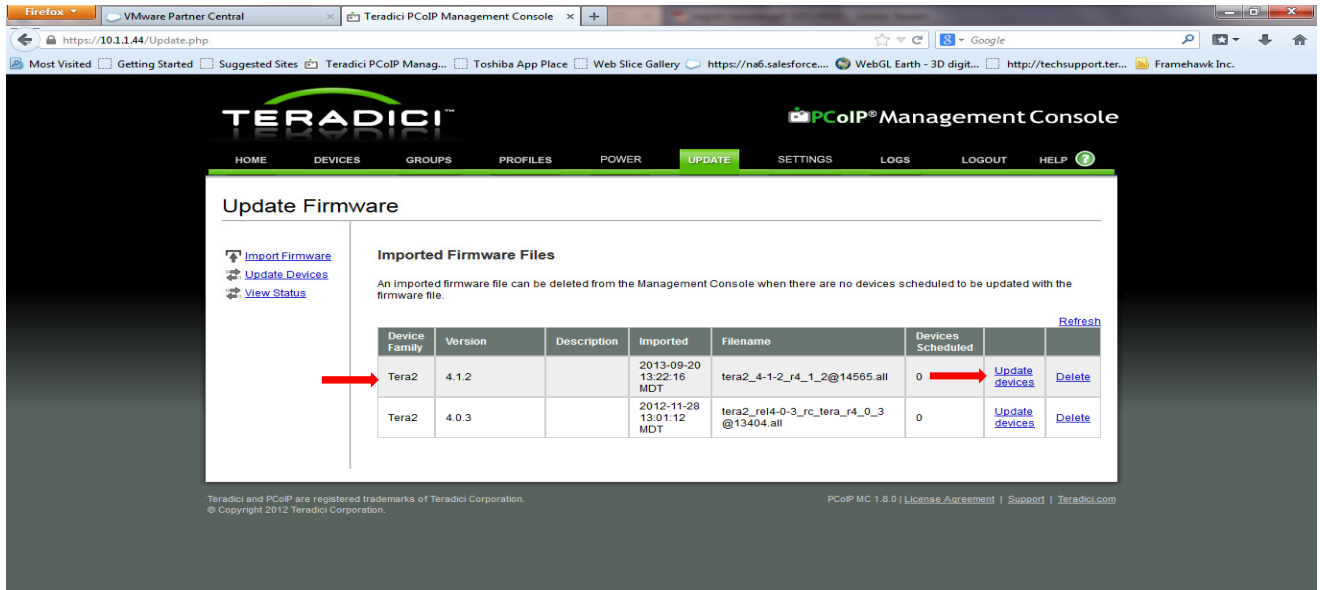 Firefox
VMware Partner Central
Teradici PCoIP Management Console
https://10.1.1.44/Update.php
Google
Most Visited Getting Started Suggested Sites Teradici PCoIP Manag... Toshiba App Place Web Slice Gallery https://na6.salesforce.... WebGL Earth - 3D digit... http://techsupport.ter... Framehawk Inc.
TERADICI™
PCoIP® Management Console
HOME DEVICES GROUPS PROFILES POWER UPDATE SETTINGS LOGS LOGOUT HELP ?
Update Firmware
Import Firmware
Update Devices
View Status
Imported Firmware Files
An imported firmware file can be deleted from the Management Console when there are no devices scheduled to be updated with the
firmware file.
Refresh
Device Family Version Description Imported Filename Devices Scheduled
Tera2 4.1.2 2013-09-20 13:22:16 MDT tera2_4-1-2_r4_1_2@14565.all 0 Update devices Delete
Tera2 4.0.3 2012-11-28 13:01:12 MDT tera2_rel4-0-3_rc_tera_r4_0_3@13404.all 0 Update devices Delete
Teradici and PCoIP are registered trademarks of Teradici Corporation.
© Copyright 2012 Teradici Corporation.
PCoIP MC 1.8.0 | License Agreement | Support | Teradici.com